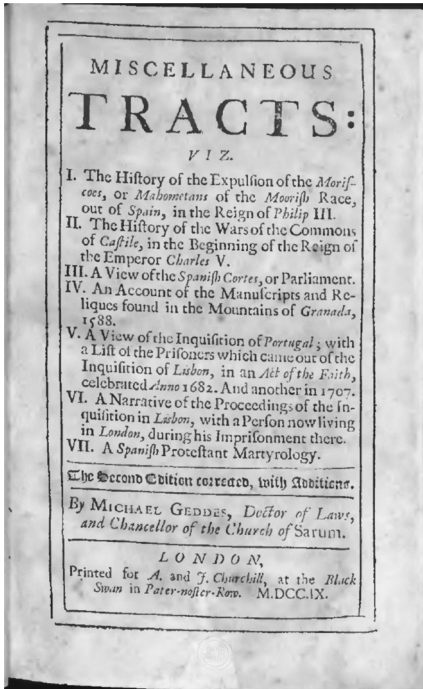 MISCELLANEOUS
TRACTS:
VIZ.
I. The Hiſtory of the Expulſion of the Moriſ-
coes, or Mahometans of the Mooriſh Race,
out of Spain, in the Reign of Philip III.
II. The Hiſtory of the Wars of the Commons
of Caſtile, in the Beginning of the Reign of
the Emperor Charles V.
III. A View of the Spaniſh Cortes, or Parliament.
IV. An Account of the Manuſcripts and Re-
liques found in the Mountains of Granada,
1588.
V. A View of the Inquiſition of Portugal; with
a Liſt of the Priſoners which came out of the
Inquiſition of Lisbon, in an Act of the Faith,
celebrated Anno 1682. And another in 1707.
VI. A Narrative of the Proceedings of the In-
quiſition in Lisbon, with a Perſon now living
in London, during his Impriſonment there.
VII. A Spaniſh Proteſtant Martyrology.
The Second Edition corrected, with Additions.
By MICHAEL GEDDES, Doctor of Laws,
and Chancellor of the Church of Sarum.
LONDON,
Printed for A. and J. Churchill, at the Black
Swan in Pater-noſter-Row. M.DCC.IX.